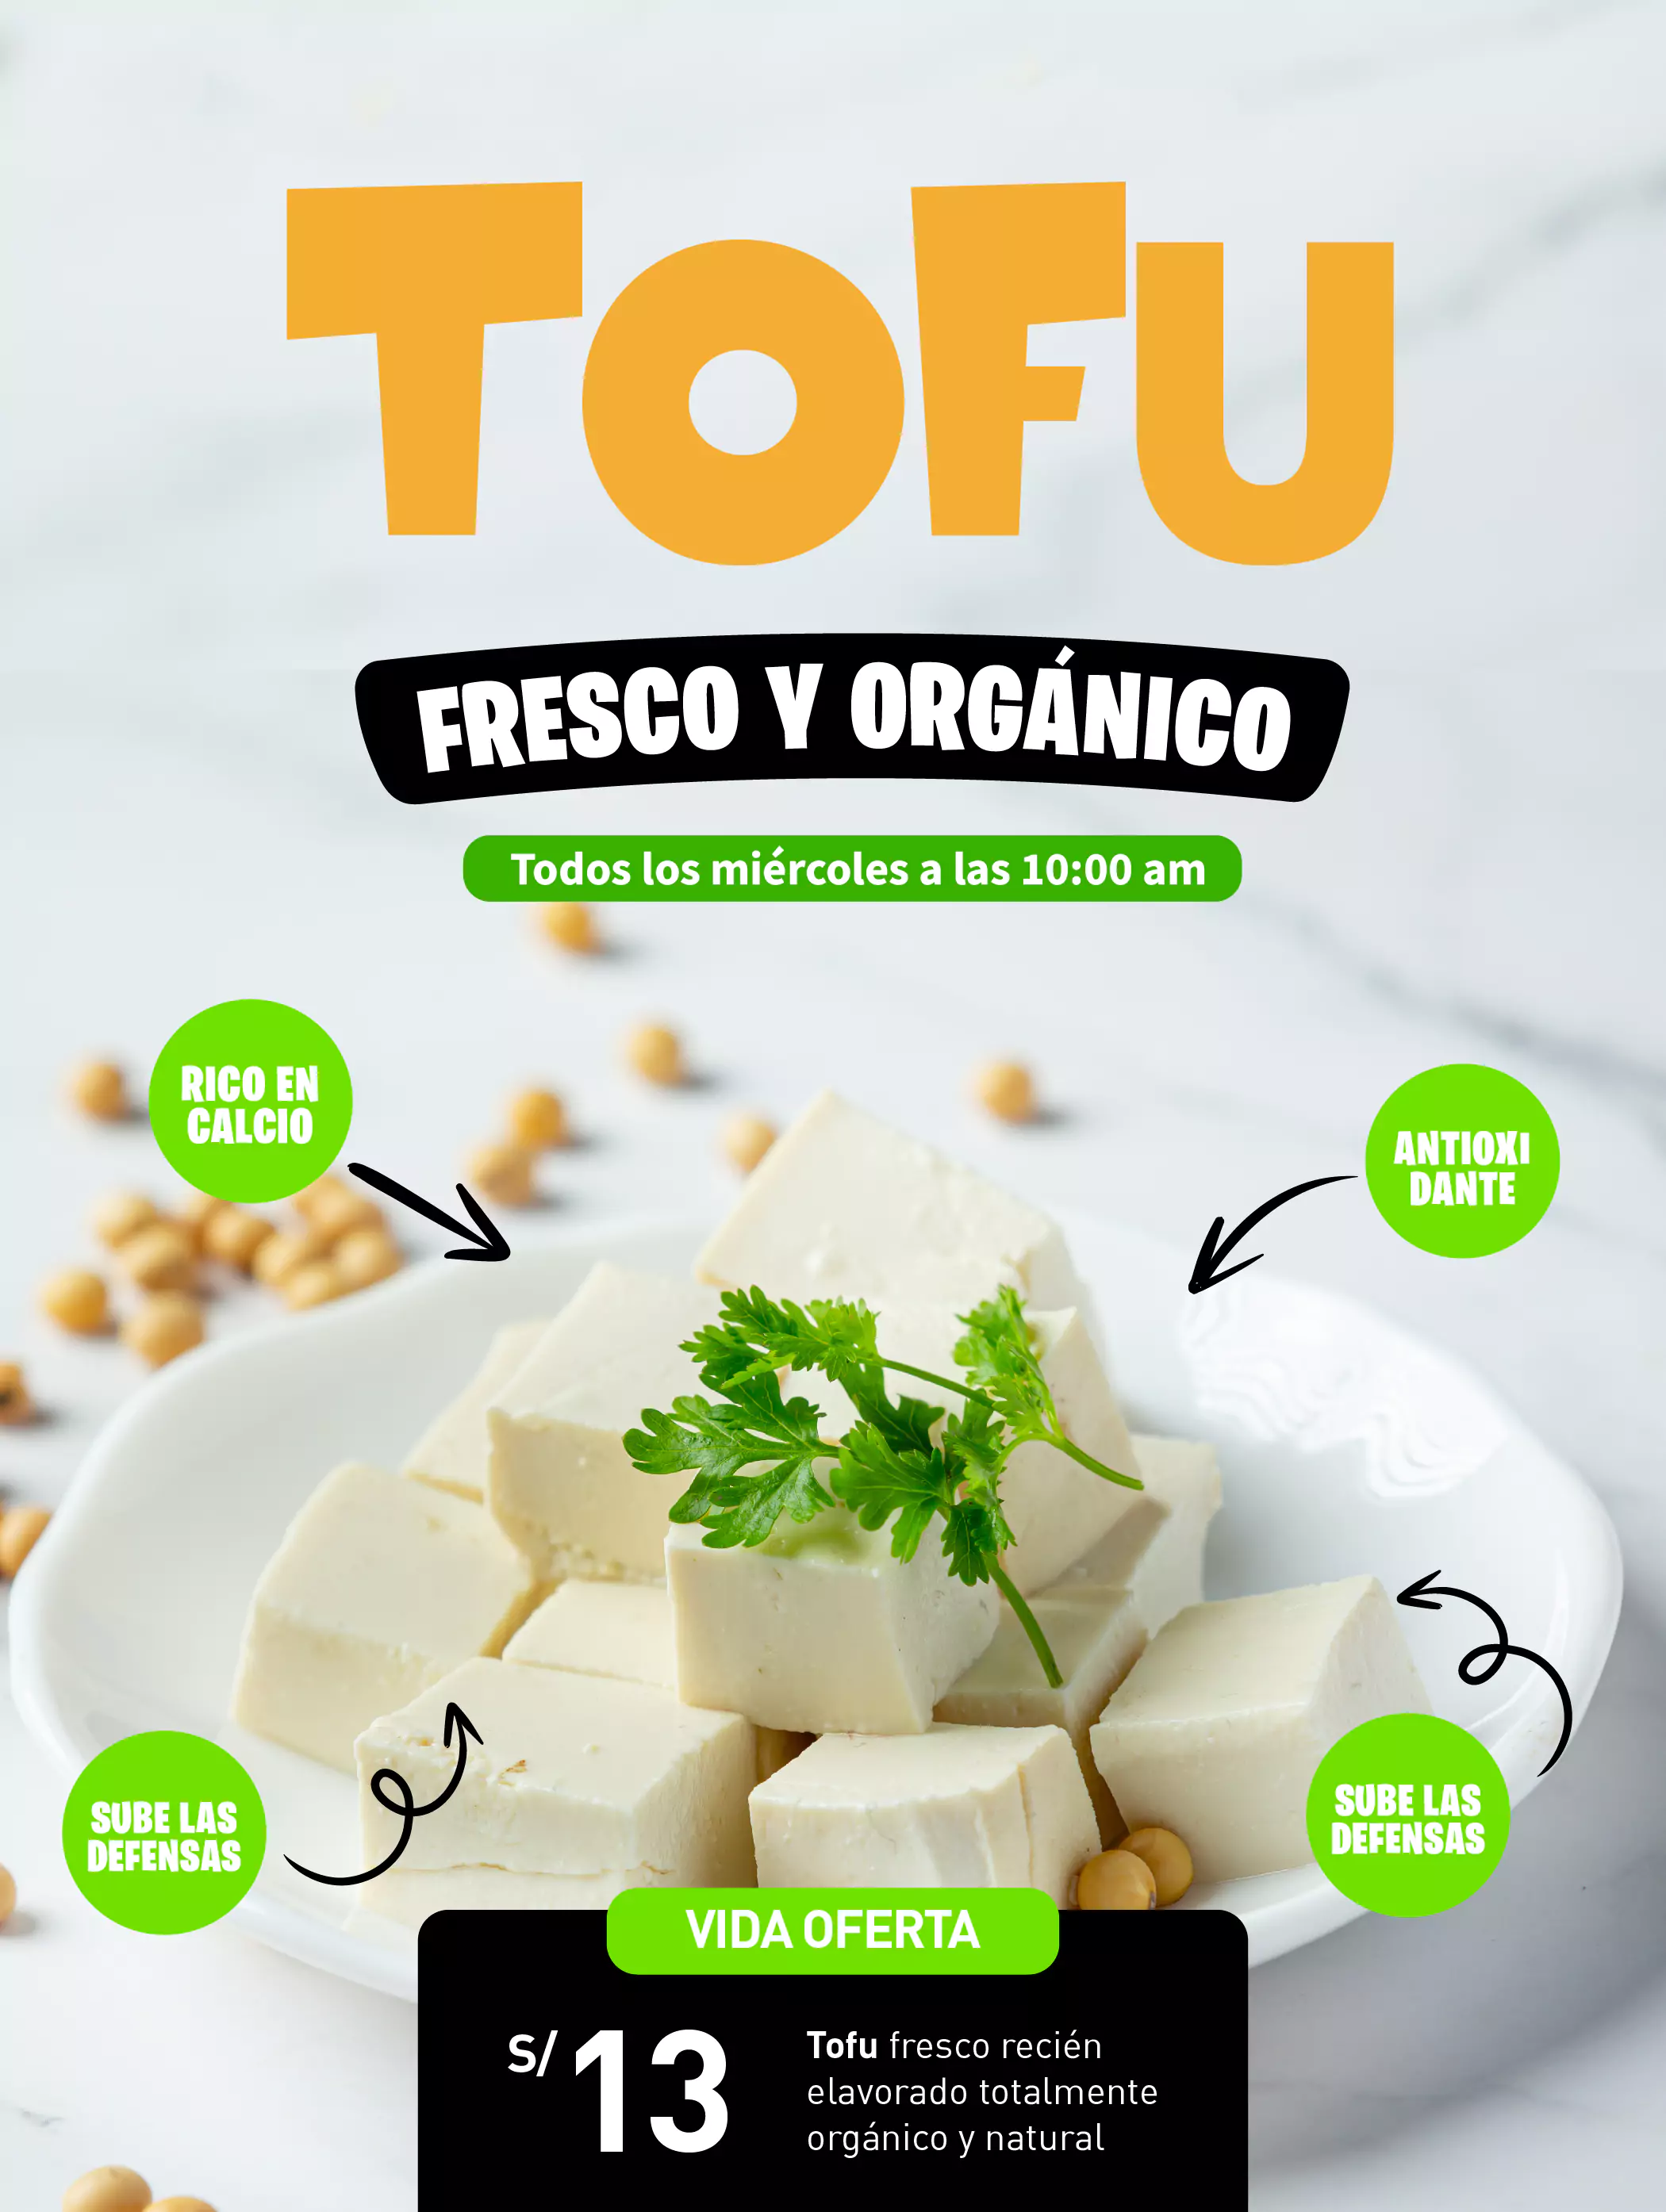 TOFU
FRESCO Y ORGÁNICO
Todos los miércoles a las 10:00 am
RICO EN
CALCIO
ANTIOXI
DANTE
SUBE LAS
DEFENSAS
SUBE LAS
DEFENSAS
VIDA OFERTA
S/13
Tofu fresco recién
elavorado totalmente
orgánico y natural